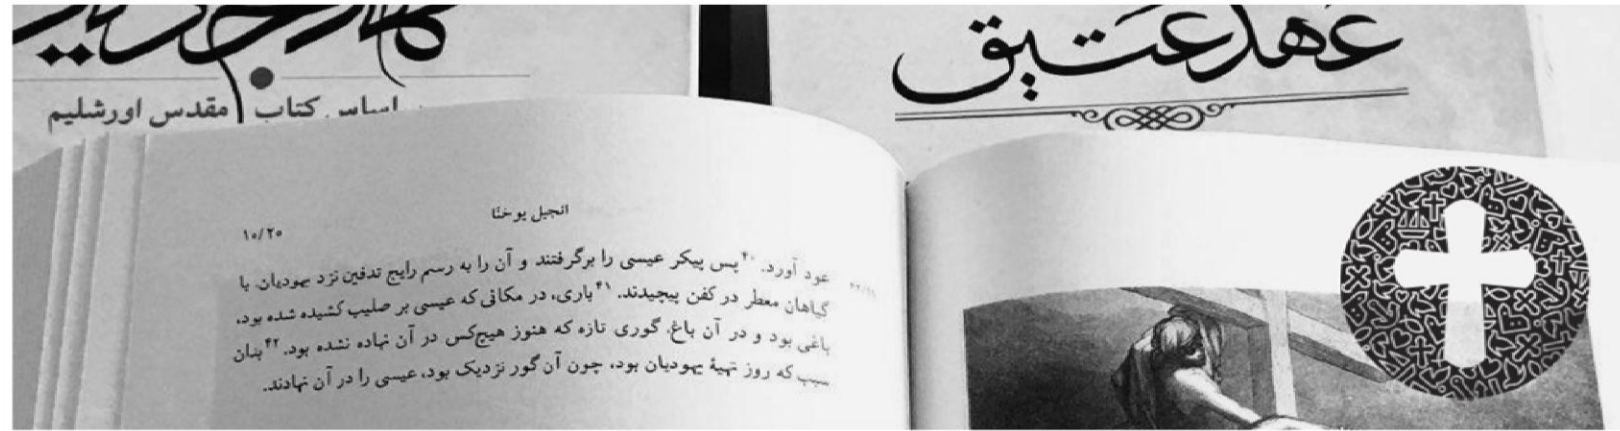 عهد عتیق
عهد جدید
بر اساس کتاب مقدس اورشلیم
انجیل یوحنّا
۱۰/۲۰
عود آورد. ۴۰ پس پیکر عیسی را برگرفتند و آن را به رسم رایج تدفین نزد یهودیان، با
گیاهان معطر در کفن پیچیدند. ۴۱ باری، در مکانی که عیسی بر صلیب کشیده شده بود،
باغی بود و در آن باغ، گوری تازه که هنوز هیچ‌کس در آن نهاده نشده بود. ۴۲ بدان
سبب که روز تهیهٔ یهودیان بود، چون آن گور نزدیک بود، عیسی را در آن نهادند.